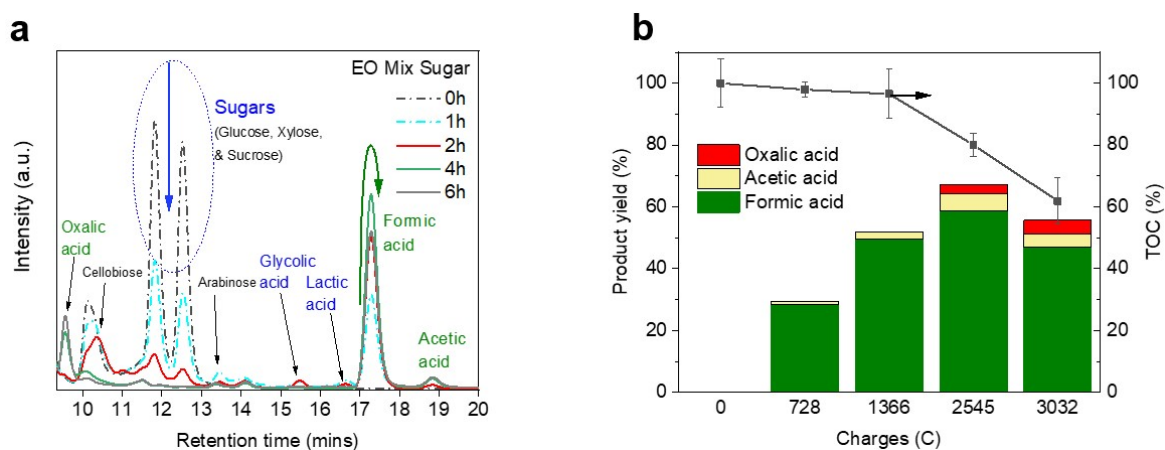 a
EO Mix Sugar
0h
1h
2h
4h
6h
Sugars
(Glucose, Xylose,
& Sucrose)
Oxalic
acid
Cellobiose
Arabinose
Glycolic
acid
Lactic
acid
Formic
acid
Acetic
acid
Intensity (a.u.)
10 11 12 13 14 15 16 17 18 19 20
Retention time (mins)
b
Product yield (%)
100
80
60
40
20
0
Oxalic acid
Acetic acid
Formic acid
100
80
60
40
20
0
TOC (%)
0 728 1366 2545 3032
Charges (C)